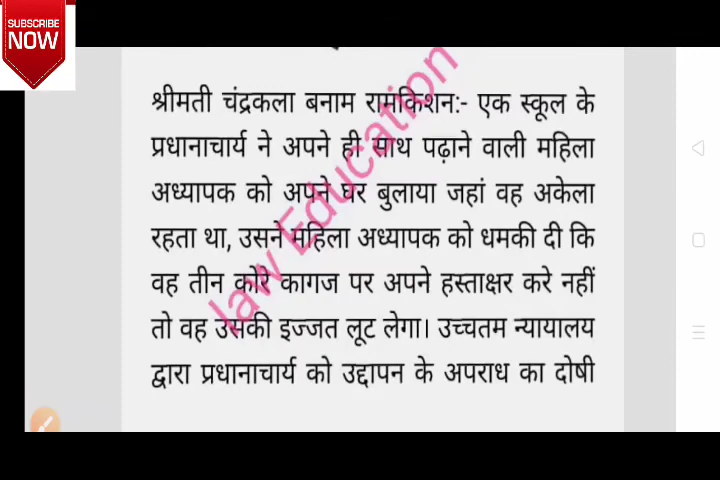 SUBSCRIBE
NOW
श्रीमती चंद्रकला बनाम रामकिशन:- एक स्कूल के
प्रधानाचार्य ने अपने ही साथ पढ़ाने वाली महिला
अध्यापक को अपने घर बुलाया जहां वह अकेला
रहता था, उसने महिला अध्यापक को धमकी दी कि
वह तीन कोरे कागज पर अपने हस्ताक्षर करे नहीं
तो वह उसकी इज्जत लूट लेगा। उच्चतम न्यायालय
द्वारा प्रधानाचार्य को उद्दापन के अपराध का दोषी
law Education